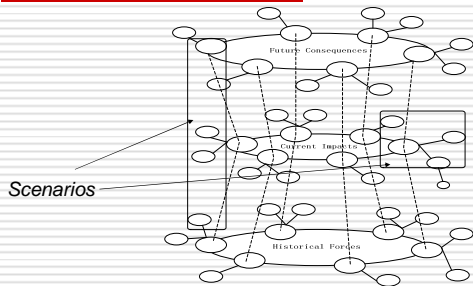 Future Consequences
Current Impacts
Scenarios
Historical Forces